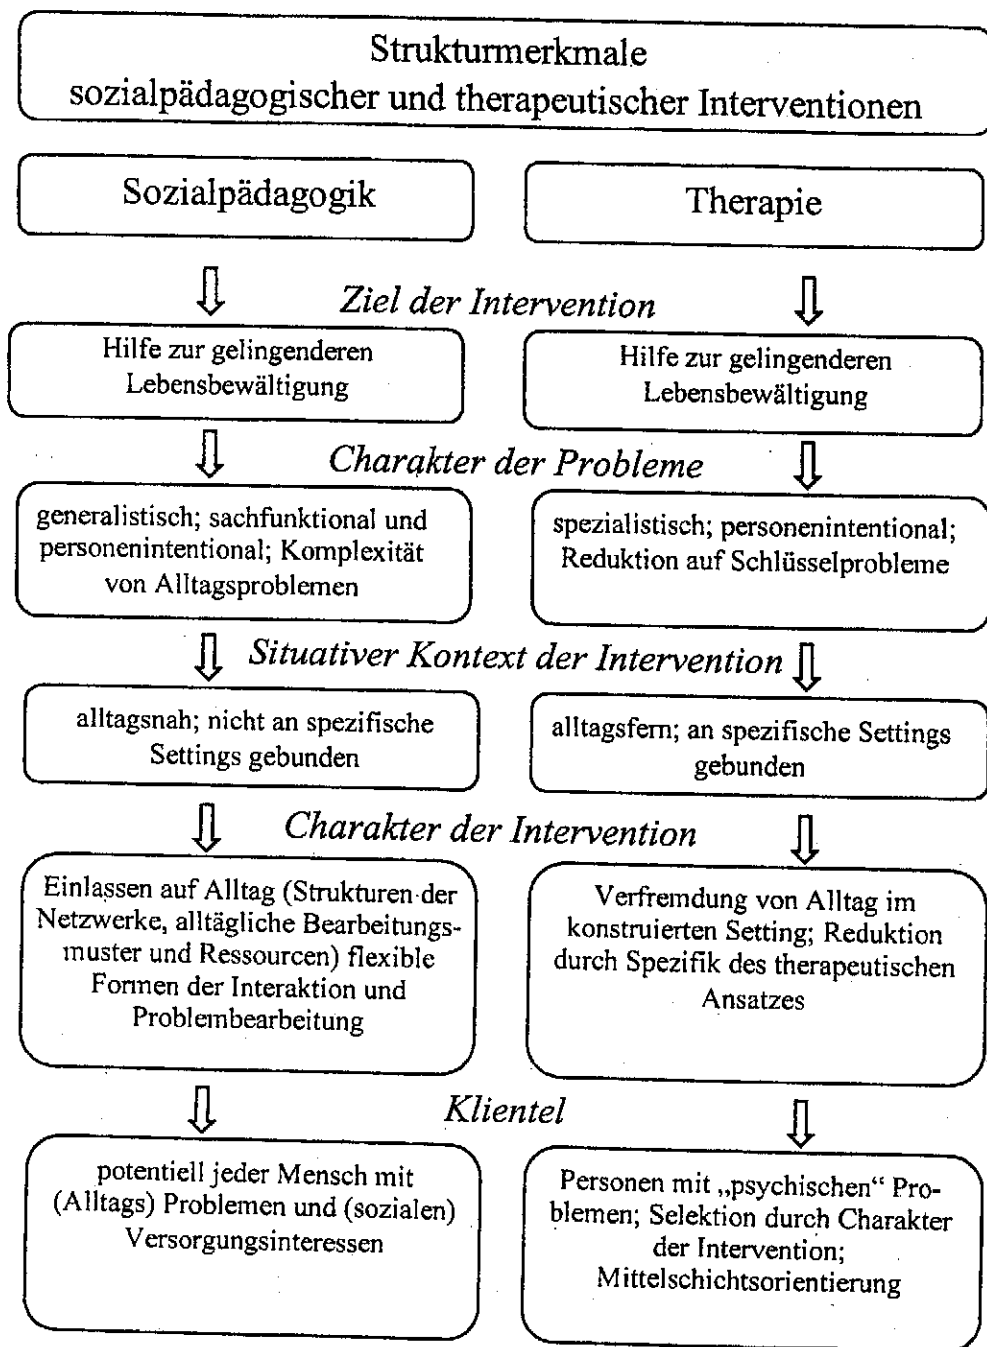 Strukturmerkmale
sozialpädagogischer und therapeutischer Interventionen
Sozialpädagogik
Therapie
Ziel der Intervention
Hilfe zur gelingenderen
Lebensbewältigung
Hilfe zur gelingenderen
Lebensbewältigung
Charakter der Probleme
generalistisch; sachfunktional und
personenintentional; Komplexität
von Alltagsproblemen
spezialistisch; personenintentional;
Reduktion auf Schlüsselprobleme
Situativer Kontext der Intervention
alltagsnah; nicht an spezifische
Settings gebunden
alltagsfern; an spezifische Settings
gebunden
Charakter der Intervention
Einlassen auf Alltag (Strukturen der
Netzwerke, alltägliche Bearbeitungs-
muster und Ressourcen) flexible
Formen der Interaktion und
Problembearbeitung
Verfremdung von Alltag im
konstruierten Setting; Reduktion
durch Spezifik des therapeutischen
Ansatzes
Klientel
potentiell jeder Mensch mit
(Alltags) Problemen und (sozialen)
Versorgungsinteressen
Personen mit „psychischen“ Pro-
blemen; Selektion durch Charakter
der Intervention;
Mittelschichtsorientierung